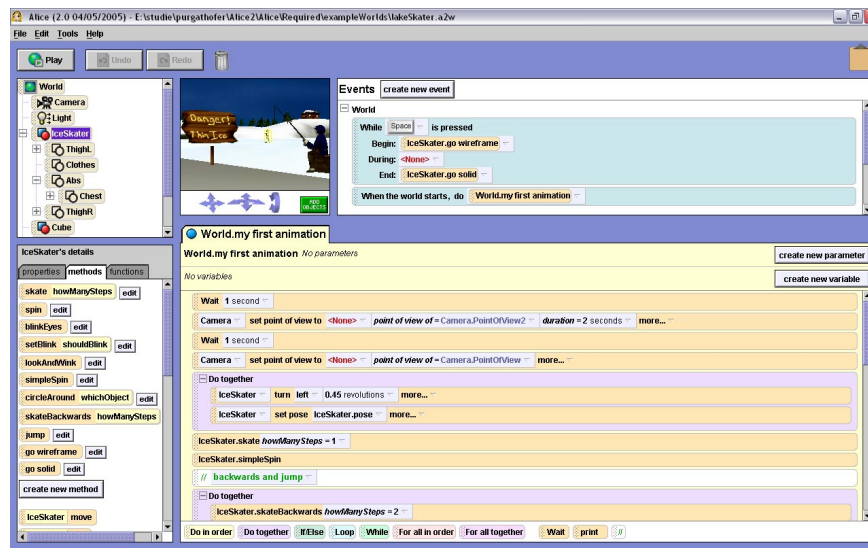 Alice (2.0 04/05/2005) - E:\studie\purgathofer\Alice2\Alice\Required\exampleWorlds\lakeSkater.a2w
File Edit Tools Help
Play Undo Redo
World
Camera
Light
IceSkater
ThighL
Clothes
Abs
Chest
ThighR
Cube
Danger!
Thin Ice
ADD OBJECTS
Events create new event
World
While Space is pressed
Begin: IceSkater.go wireframe
During: <None>
End: IceSkater.go solid
When the world starts, do World.my first animation
IceSkater's details
properties methods functions
skate howManySteps edit
spin edit
blinkEyes edit
setBlink shouldBlink edit
lookAndWink edit
simpleSpin edit
circleAround whichObject edit
skateBackwards howManySteps
jump edit
go wireframe edit
go solid edit
create new method
IceSkater move
World.my first animation
World.my first animation No parameters create new parameter
No variables create new variable
Wait 1 second
Camera set point of view to <None> point of view of = Camera.PointOfView2 duration = 2 seconds more...
Wait 1 second
Camera set point of view to <None> point of view of = Camera.PointOfView more...
Do together
IceSkater turn left 0.45 revolutions more...
IceSkater set pose IceSkater.pose more...
IceSkater.skate howManySteps = 1
IceSkater.simpleSpin
// backwards and jump
Do together
IceSkater.skateBackwards howManySteps = 2
Do in order Do together If/Else Loop While For all in order For all together Wait print //